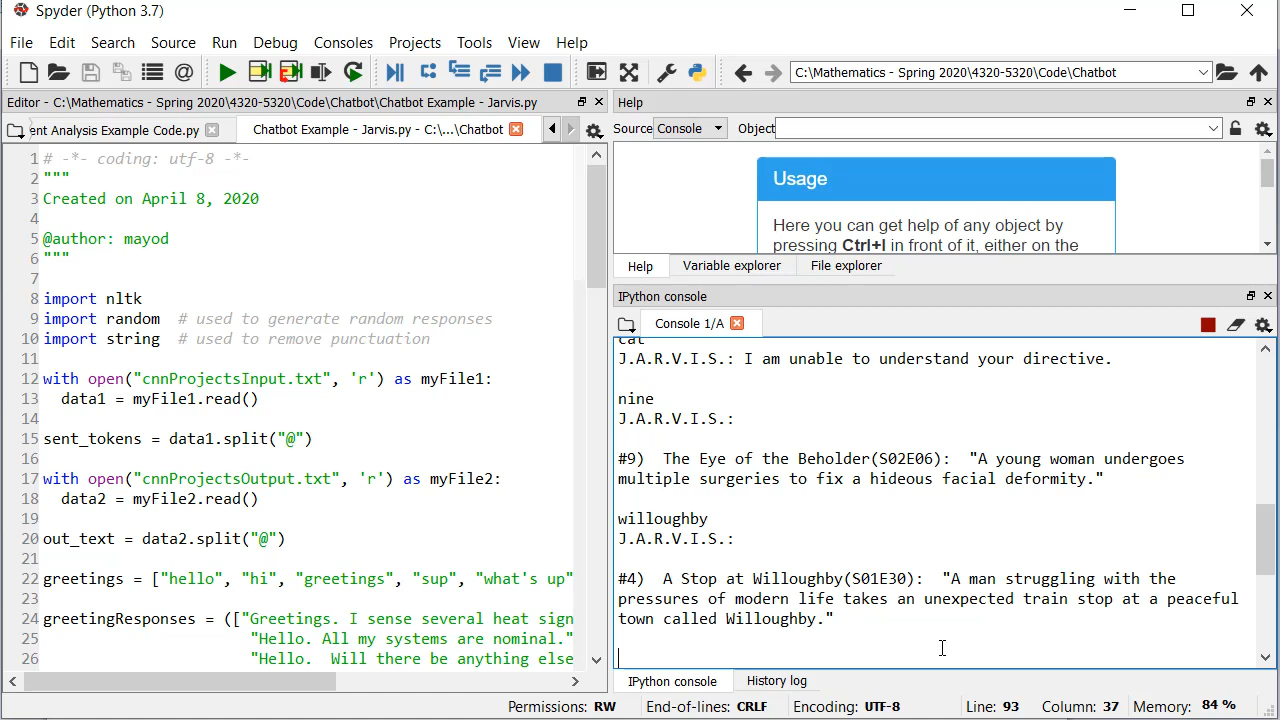 Spyder (Python 3.7)
File Edit Search Source Run Debug Consoles Projects Tools View Help
C:\Mathematics - Spring 2020\4320-5320\Code\Chatbot
Editor - C:\Mathematics - Spring 2020\4320-5320\Code\Chatbot\Chatbot Example - Jarvis.py
ent Analysis Example Code.py Chatbot Example - Jarvis.py - C:\...\Chatbot
1 # -*- coding: utf-8 -*-
2 """
3 Created on April 8, 2020
4
5 @author: mayod
6 """
7
8 import nltk
9 import random # used to generate random responses
10 import string # used to remove punctuation
11
12 with open("cnnProjectsInput.txt", 'r') as myFile1:
13 data1 = myFile1.read()
14
15 sent_tokens = data1.split("@")
16
17 with open("cnnProjectsOutput.txt", 'r') as myFile2:
18 data2 = myFile2.read()
19
20 out_text = data2.split("@")
21
22 greetings = ["hello", "hi", "greetings", "sup", "what's up"
23
24 greetingResponses = (["Greetings. I sense several heat sign
25 "Hello. All my systems are nominal."
26 "Hello.  Will there be anything else
Help
Source Console Object
Usage
Here you can get help of any object by
pressing Ctrl+I in front of it, either on the
Help Variable explorer File explorer
IPython console
Console 1/A
cat
J.A.R.V.I.S.: I am unable to understand your directive.
nine
J.A.R.V.I.S.:
#9)  The Eye of the Beholder(S02E06):  "A young woman undergoes
multiple surgeries to fix a hideous facial deformity."
willoughby
J.A.R.V.I.S.:
#4)  A Stop at Willoughby(S01E30):  "A man struggling with the
pressures of modern life takes an unexpected train stop at a peaceful
town called Willoughby."
IPython console History log
Permissions: RW End-of-lines: CRLF Encoding: UTF-8 Line: 93 Column: 37 Memory: 84 %